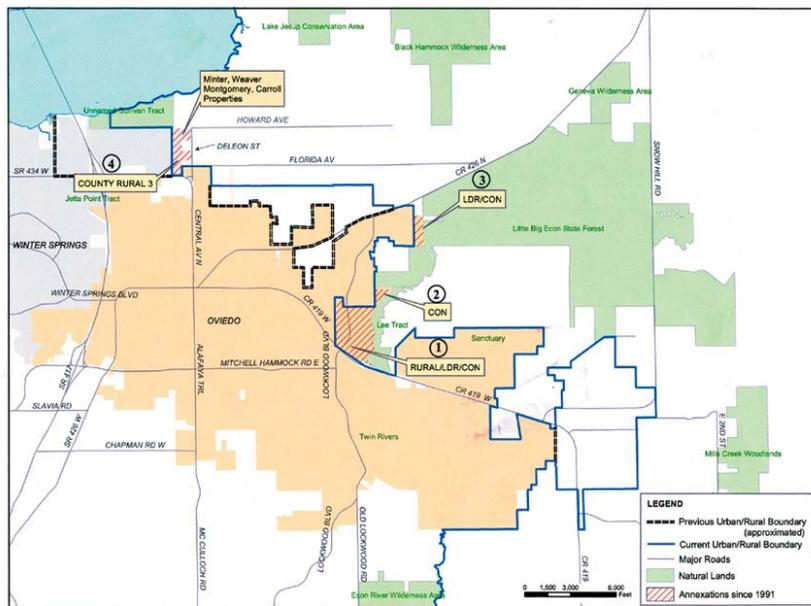 Lake Jesup Conservation Area
Black Hammock Wilderness Area
Minter, Weaver
Montgomery, Carroll
Properties
Geneva Wilderness Area
HOWARD AVE
DELEON ST
FLORIDA AV
CR 426 N
SNOW HILL RD
4
SR 434 W
COUNTY RURAL 3
3
LDR/CON
Jetta Point Tract
CENTRAL AV N
Little Big Econ State Forest
WINTER SPRINGS
WINTER SPRINGS BLVD
2
CON
CR 419 W
OVIEDO
Lee Tract
Sanctuary
1
RURAL/LDR/CON
LOCKWOOD BLVD
MITCHELL HAMMOCK RD E
SR 417
ALAFAYA TRL
CR 419 W
SLAVIA RD
SR 426 W
E 2ND ST
CHAPMAN RD W
Twin Rivers
Mills Creek Woodlands
LEGEND
Previous Urban/Rural Boundary
(approximated)
Current Urban/Rural Boundary
Major Roads
Natural Lands
Annexations since 1991
MC CULLOCH RD
LOCKWOOD BLVD
OLD LOCKWOOD RD
CR 419
Econ River Wilderness Area
0 1,500 3,000 6,000
Feet